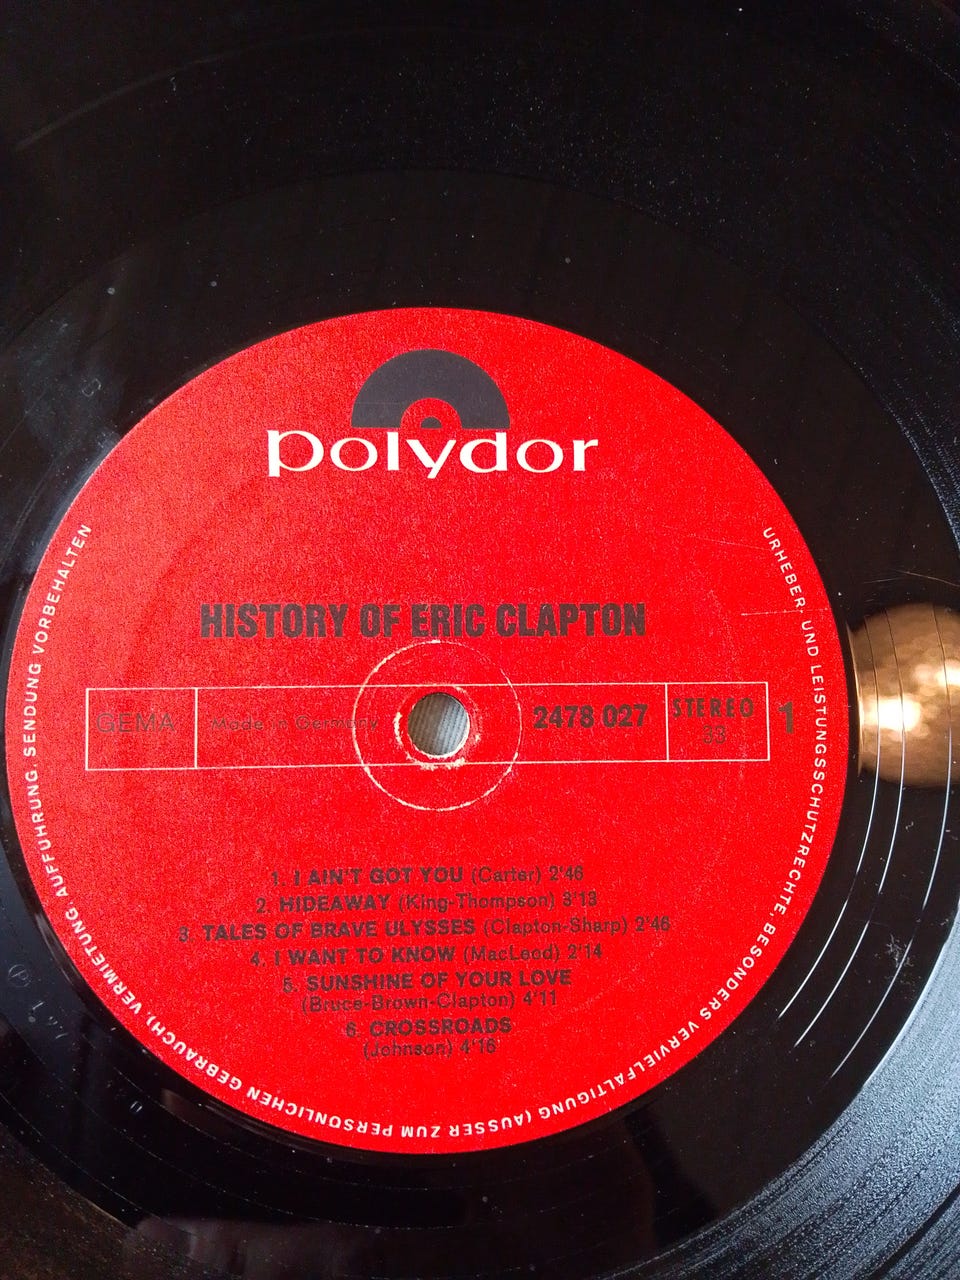 polydor
HISTORY OF ERIC CLAPTON
GEMA Made in Germany 2478 027 STEREO 33 1
1. I AIN'T GOT YOU (Carter) 2'46
2. HIDEAWAY (King-Thompson) 3'13
3. TALES OF BRAVE ULYSSES (Clapton-Sharp) 2'46
4. I WANT TO KNOW (MacLeod) 2'14
5. SUNSHINE OF YOUR LOVE
(Bruce-Brown-Clapton) 4'11
6. CROSSROADS
(Johnson) 4'16
URHEBER- UND LEISTUNGSSCHUTZRECHTE, BESONDERS VERVIELFÄLTIGUNG (AUSSER ZUM PERSÖNLICHEN GEBRAUCH), VERMIETUNG, AUFFÜHRUNG, SENDUNG VORBEHALTEN